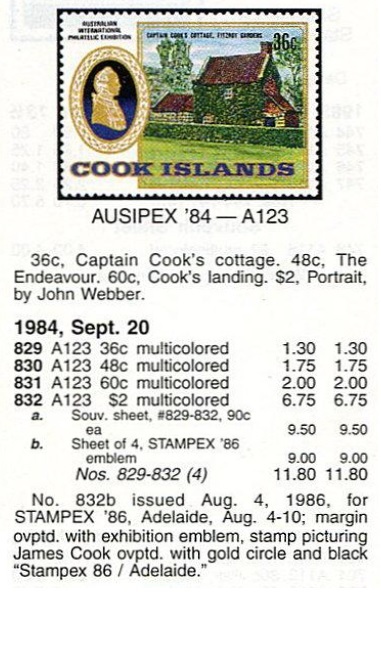 AUSTRALIAN
INTERNATIONAL
PHILATELIC EXHIBITION
CAPTAIN COOK'S COTTAGE, FITZROY GARDENS
36c
COOK ISLANDS
AUSIPEX '84 — A123
36c, Captain Cook's cottage. 48c, The
Endeavour. 60c, Cook's landing. $2, Portrait,
by John Webber.
1984, Sept. 20
829 A123 36c multicolored 1.30 1.30
830 A123 48c multicolored 1.75 1.75
831 A123 60c multicolored 2.00 2.00
832 A123 $2 multicolored 6.75 6.75
a. Souv. sheet, #829-832, 90c
ea 9.50 9.50
b. Sheet of 4, STAMPEX '86
emblem 9.00 9.00
Nos. 829-832 (4) 11.80 11.80
No. 832b issued Aug. 4, 1986, for
STAMPEX '86, Adelaide, Aug. 4-10; margin
ovptd. with exhibition emblem, stamp picturing
James Cook ovptd. with gold circle and black
"Stampex 86 / Adelaide."